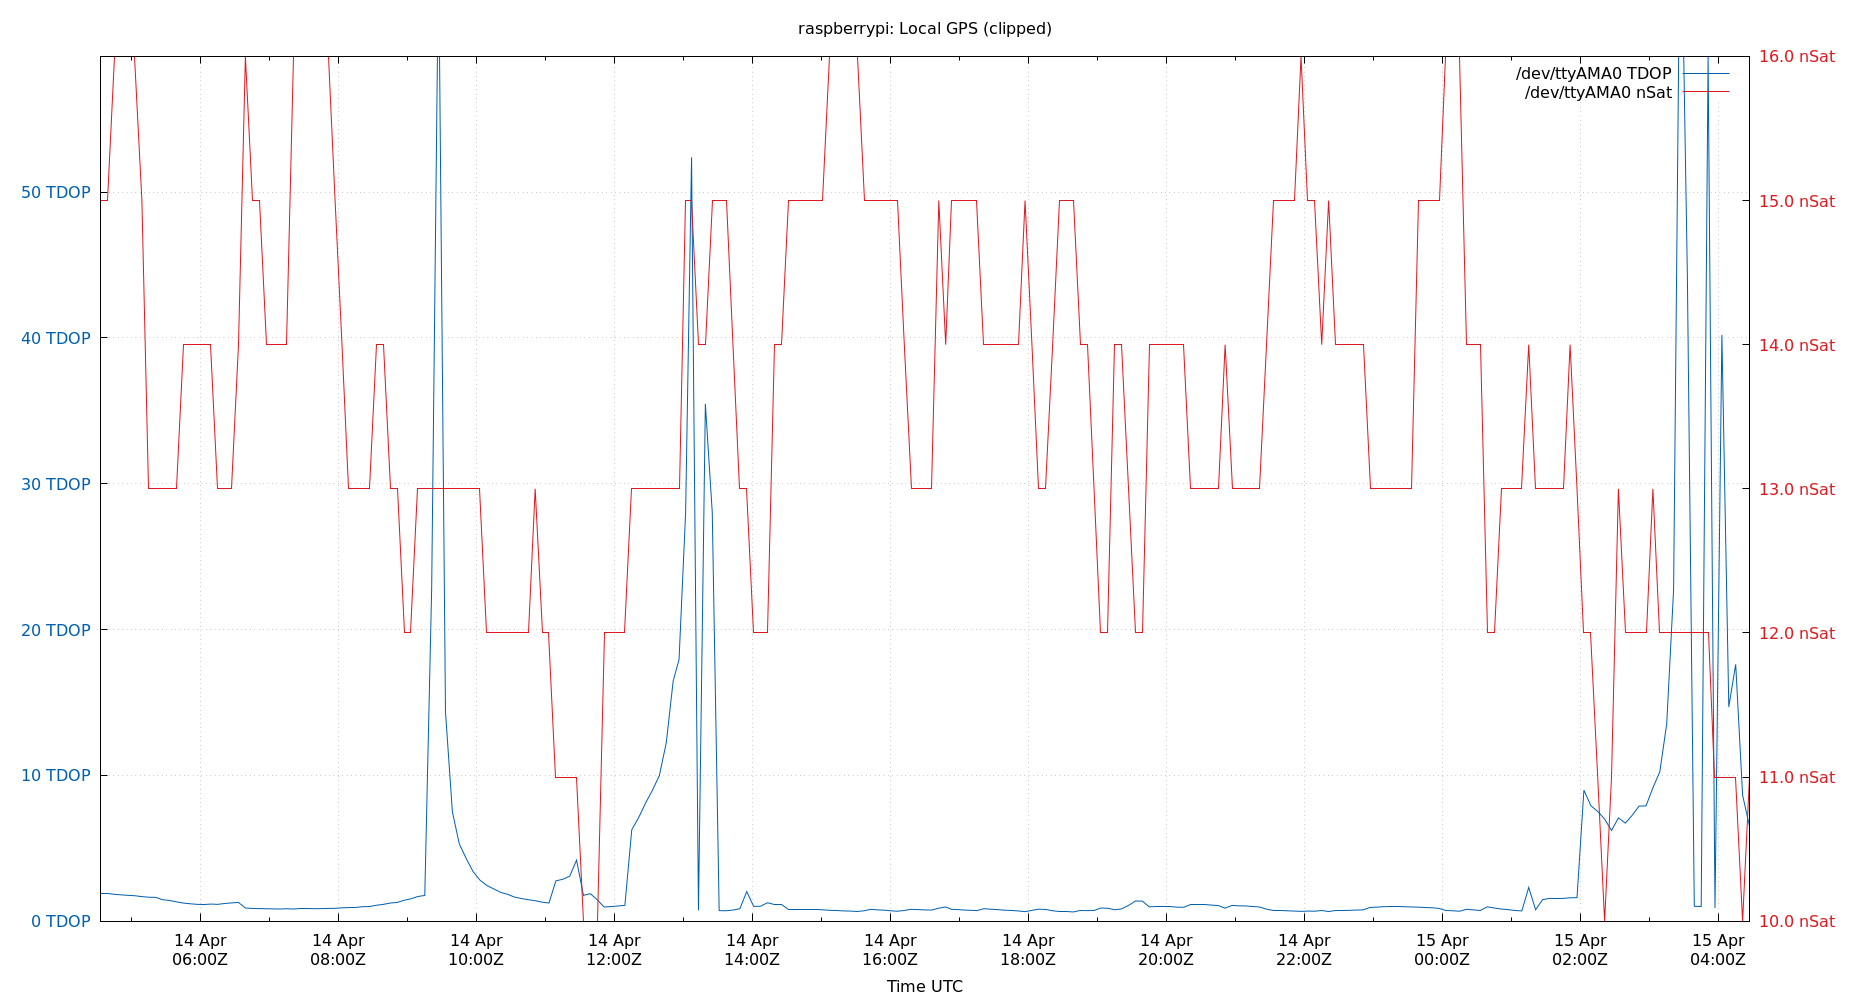 raspberrypi: Local GPS (clipped)
/dev/ttyAMA0 TDOP
/dev/ttyAMA0 nSat
50 TDOP
40 TDOP
30 TDOP
20 TDOP
10 TDOP
0 TDOP
16.0 nSat
15.0 nSat
14.0 nSat
13.0 nSat
12.0 nSat
11.0 nSat
10.0 nSat
14 Apr
06:00Z
14 Apr
08:00Z
14 Apr
10:00Z
14 Apr
12:00Z
14 Apr
14:00Z
14 Apr
16:00Z
14 Apr
18:00Z
14 Apr
20:00Z
14 Apr
22:00Z
15 Apr
00:00Z
15 Apr
02:00Z
15 Apr
04:00Z
Time UTC